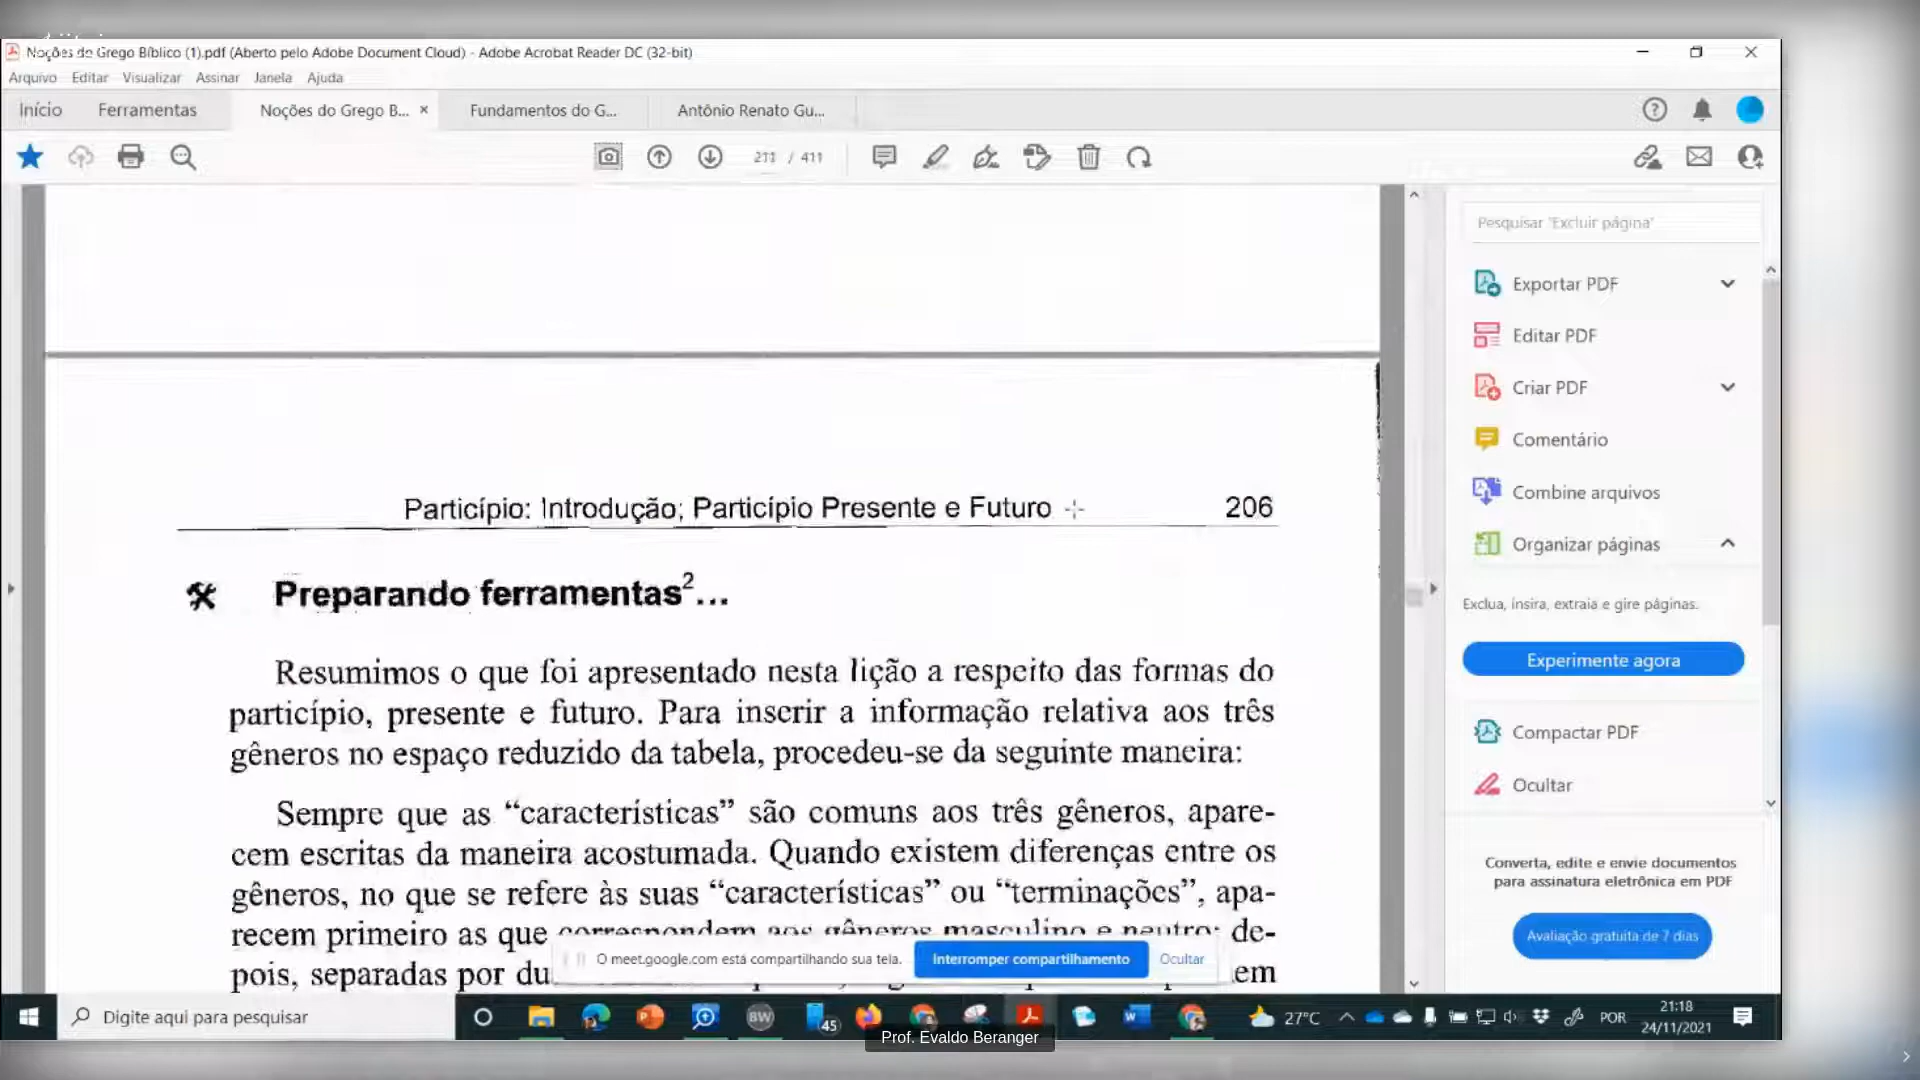 Noções do Grego Bíblico (1).pdf (Aberto pelo Adobe Document Cloud) - Adobe Acrobat Reader DC (32-bit)
Arquivo Editar Visualizar Assinar Janela Ajuda
Início Ferramentas Noções do Grego B... × Fundamentos do G... Antônio Renato Gu...
211 / 411
Pesquisar 'Excluir página'
Exportar PDF
Editar PDF
Criar PDF
Comentário
Combine arquivos
Organizar páginas
Exclua, insira, extraia e gire páginas.
Experimente agora
Compactar PDF
Ocultar
Converta, edite e envie documentos
para assinatura eletrônica em PDF
Avaliação gratuita de 7 dias
Particípio: Introdução; Particípio Presente e Futuro 206
Preparando ferramentas²...
Resumimos o que foi apresentado nesta lição a respeito das formas do
particípio, presente e futuro. Para inserir a informação relativa aos três
gêneros no espaço reduzido da tabela, procedeu-se da seguinte maneira:
Sempre que as “características” são comuns aos três gêneros, apare-
cem escritas da maneira acostumada. Quando existem diferenças entre os
gêneros, no que se refere às suas “características” ou “terminações”, apa-
recem primeiro as que correspondem aos gêneros masculino e neutro; de-
pois, separadas por du
em
O meet.google.com está compartilhando sua tela. Interromper compartilhamento Ocultar
Digite aqui para pesquisar
BW
45
27°C
POR
21:18
24/11/2021
Prof. Evaldo Beranger